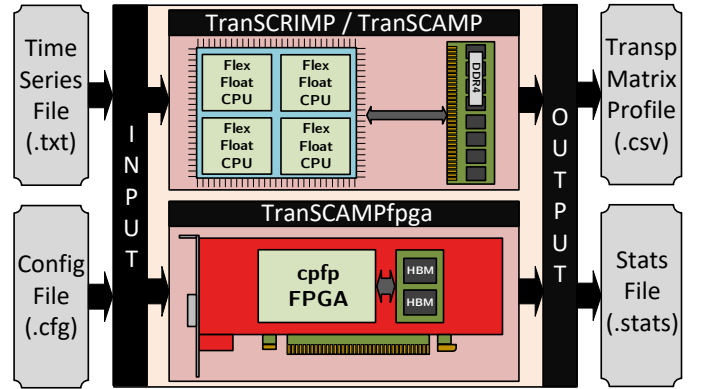 Time
Series
File
(.txt)
Config
File
(.cfg)
I
N
P
U
T
TranSCRIMP / TranSCAMP
Flex
Float
CPU
Flex
Float
CPU
Flex
Float
CPU
Flex
Float
CPU
DDR4
TranSCAMPfpga
cpfp
FPGA
HBM
HBM
O
U
T
P
U
T
Transp
Matrix
Profile
(.csv)
Stats
File
(.stats)